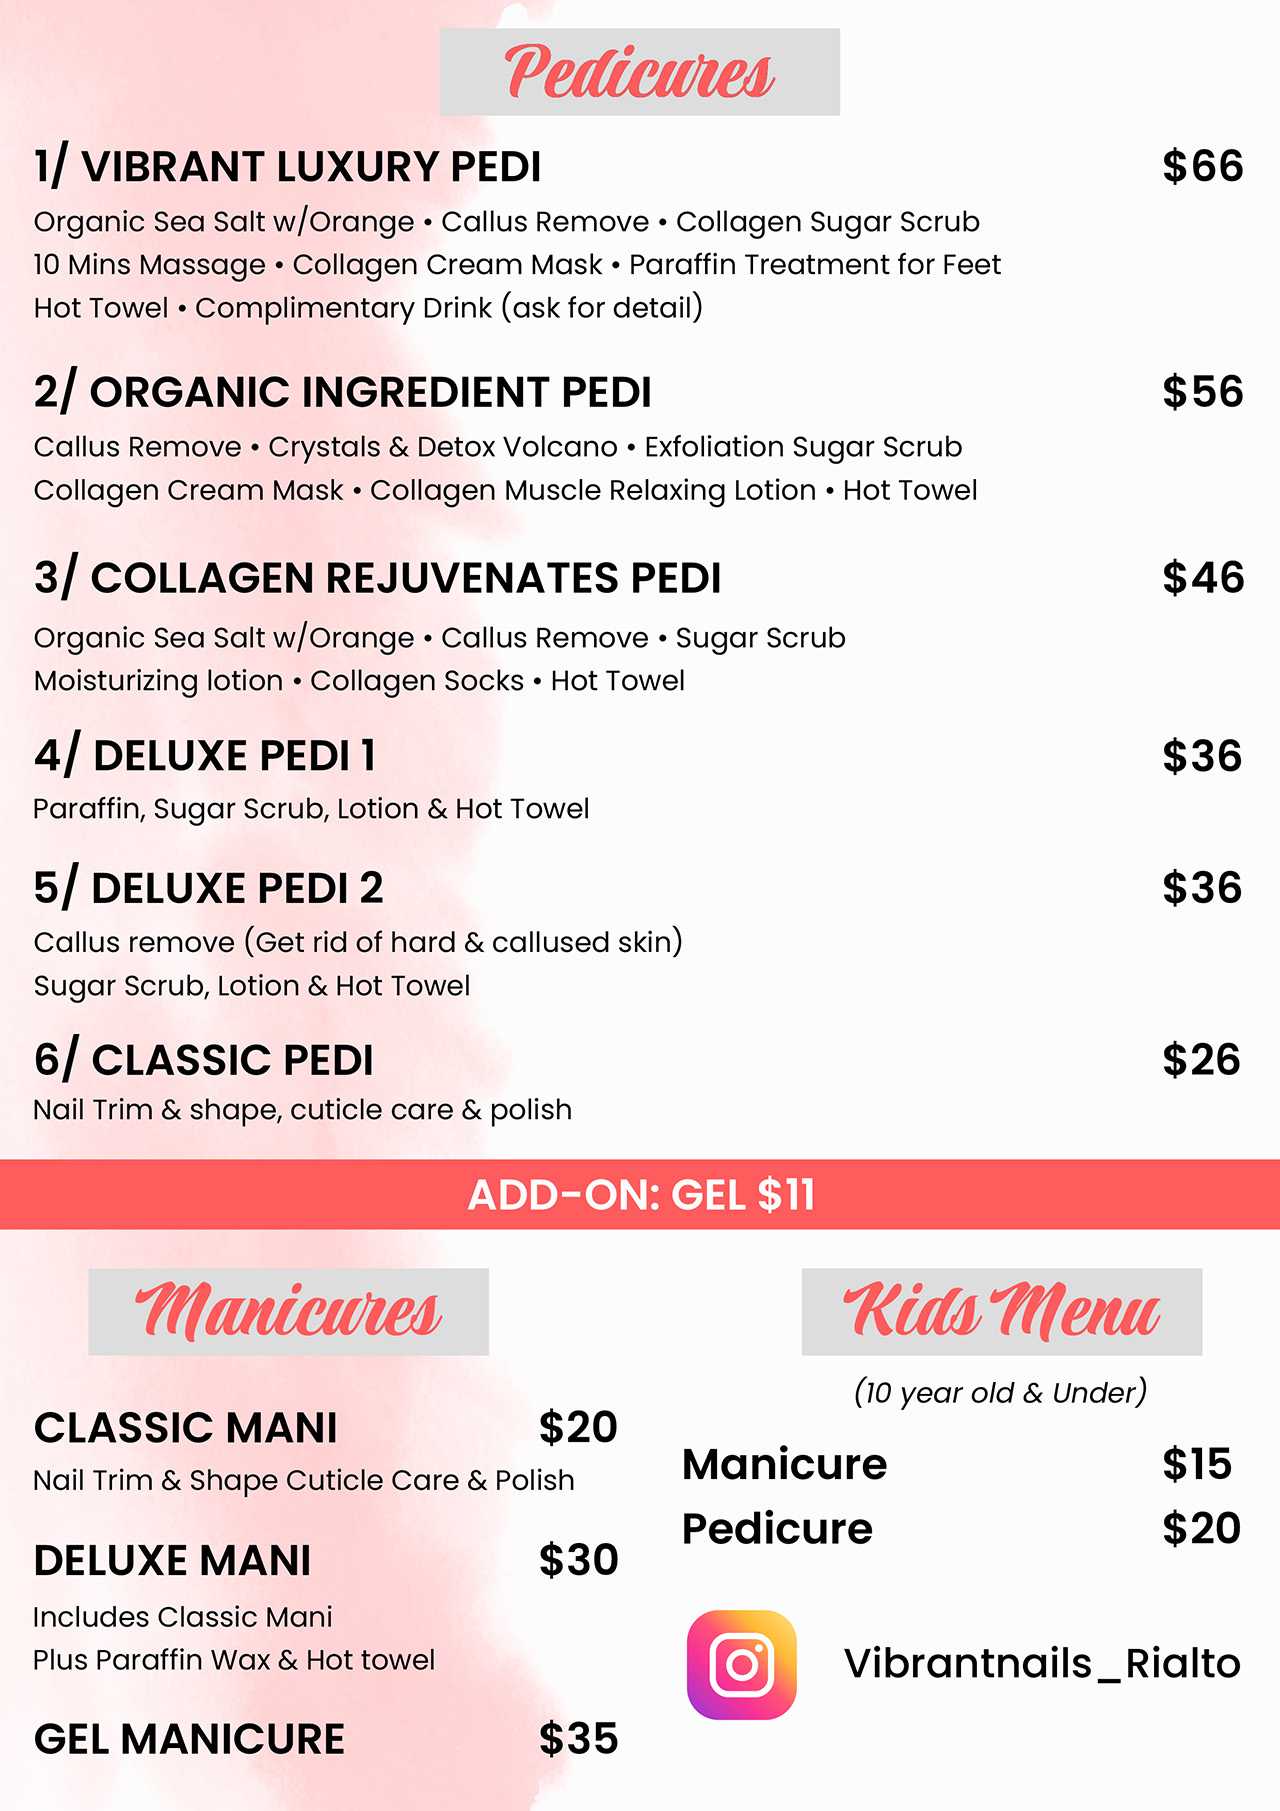 Pedicures
1/ VIBRANT LUXURY PEDI $66
Organic Sea Salt w/Orange • Callus Remove • Collagen Sugar Scrub
10 Mins Massage • Collagen Cream Mask • Paraffin Treatment for Feet
Hot Towel • Complimentary Drink (ask for detail)
2/ ORGANIC INGREDIENT PEDI $56
Callus Remove • Crystals & Detox Volcano • Exfoliation Sugar Scrub
Collagen Cream Mask • Collagen Muscle Relaxing Lotion • Hot Towel
3/ COLLAGEN REJUVENATES PEDI $46
Organic Sea Salt w/Orange • Callus Remove • Sugar Scrub
Moisturizing lotion • Collagen Socks • Hot Towel
4/ DELUXE PEDI 1 $36
Paraffin, Sugar Scrub, Lotion & Hot Towel
5/ DELUXE PEDI 2 $36
Callus remove (Get rid of hard & callused skin)
Sugar Scrub, Lotion & Hot Towel
6/ CLASSIC PEDI $26
Nail Trim & shape, cuticle care & polish
ADD-ON: GEL $11
Manicures
CLASSIC MANI $20
Nail Trim & Shape Cuticle Care & Polish
DELUXE MANI $30
Includes Classic Mani
Plus Paraffin Wax & Hot towel
GEL MANICURE $35
Kids Menu
(10 year old & Under)
Manicure $15
Pedicure $20
Vibrantnails_Rialto